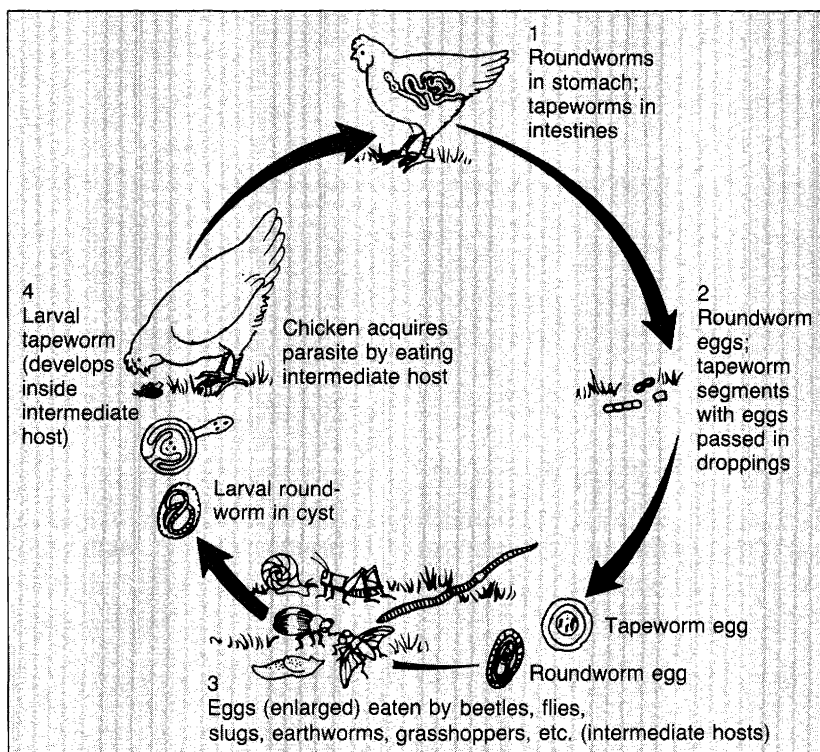 1
Roundworms
in stomach;
tapeworms in
intestines
2
Roundworm
eggs;
tapeworm
segments
with eggs
passed in
droppings
Tapeworm egg
Roundworm egg
3
Eggs (enlarged) eaten by beetles, flies,
slugs, earthworms, grasshoppers, etc. (intermediate hosts)
Larval round-
worm in cyst
4
Larval
tapeworm
(develops
inside
intermediate
host)
Chicken acquires
parasite by eating
intermediate host